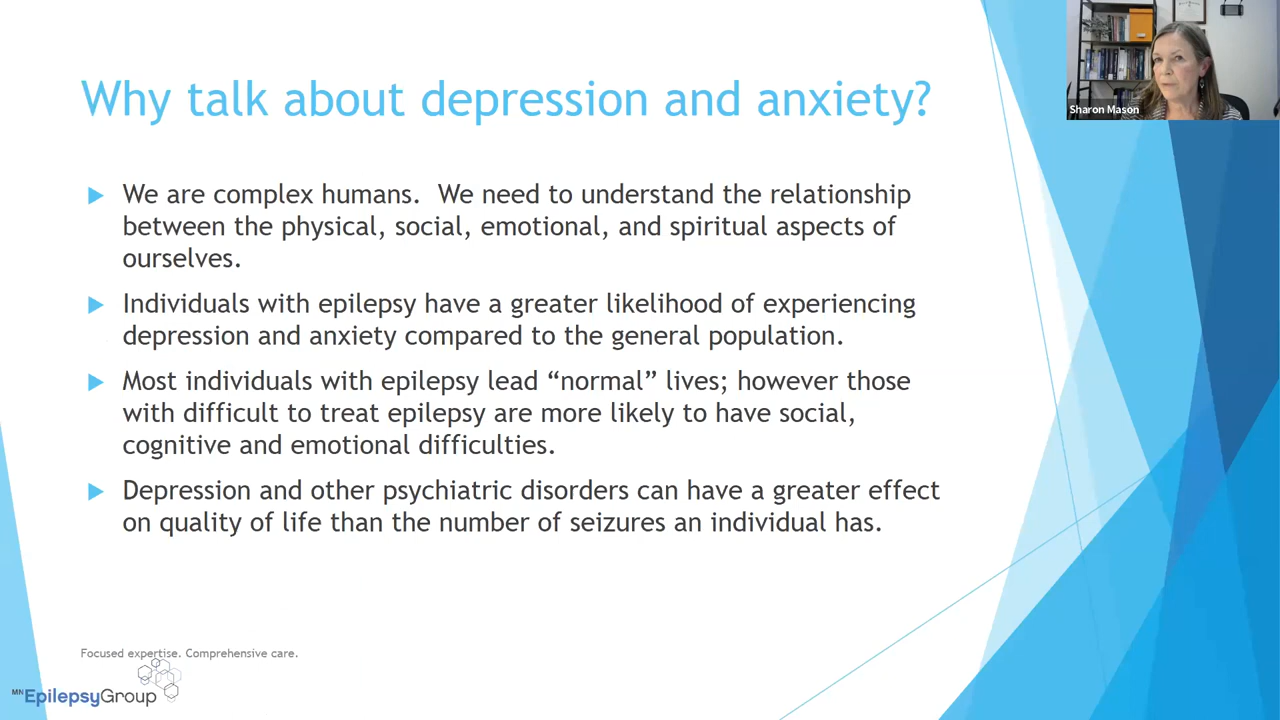 Why talk about depression and anxiety?
Sharon Mason
We are complex humans.  We need to understand the relationship
between the physical, social, emotional, and spiritual aspects of
ourselves.
Individuals with epilepsy have a greater likelihood of experiencing
depression and anxiety compared to the general population.
Most individuals with epilepsy lead “normal” lives; however those
with difficult to treat epilepsy are more likely to have social,
cognitive and emotional difficulties.
Depression and other psychiatric disorders can have a greater effect
on quality of life than the number of seizures an individual has.
Focused expertise. Comprehensive care.
MN EpilepsyGroup